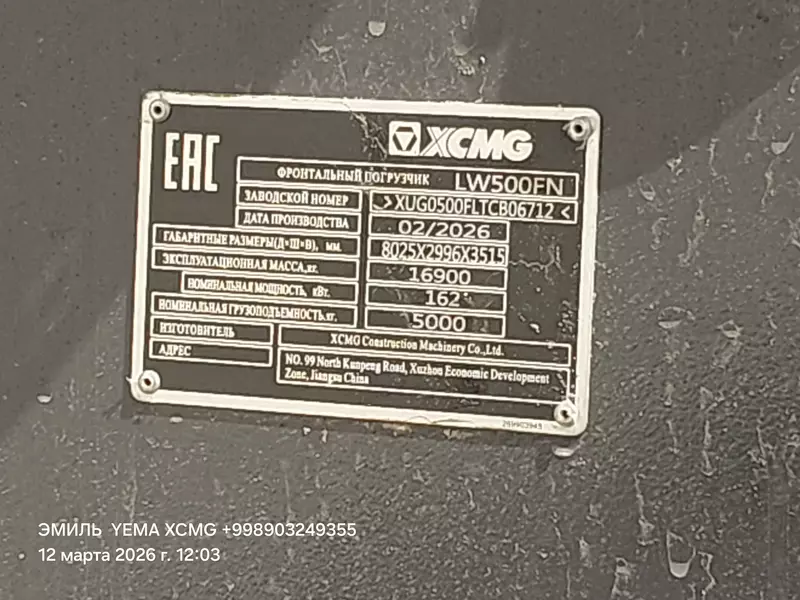 EAC
XCMG
ФРОНТАЛЬНЫЙ ПОГРУЗЧИК LW500FN
ЗАВОДСКОЙ НОМЕР >XUG0500FLTCB06712<
ДАТА ПРОИЗВОДСТВА 02/2026
ГАБАРИТНЫЕ РАЗМЕРЫ(Д×Ш×В), мм. 8025X2996X3515
ЭКСПЛУАТАЦИОННАЯ МАССА,кг. 16900
НОМИНАЛЬНАЯ МОЩНОСТЬ, кВт. 162
НОМИНАЛЬНАЯ ГРУЗОПОДЪЕМНОСТЬ.кг. 5000
ИЗГОТОВИТЕЛЬ XCMG Construction Machinery Co.,Ltd.
АДРЕС NO. 99 North Kunpeng Road, Xuzhou Economic Development
Zone, Jiangsu China
ЭМИЛЬ YEMA XCMG +998903249355
12 марта 2026 г. 12:03